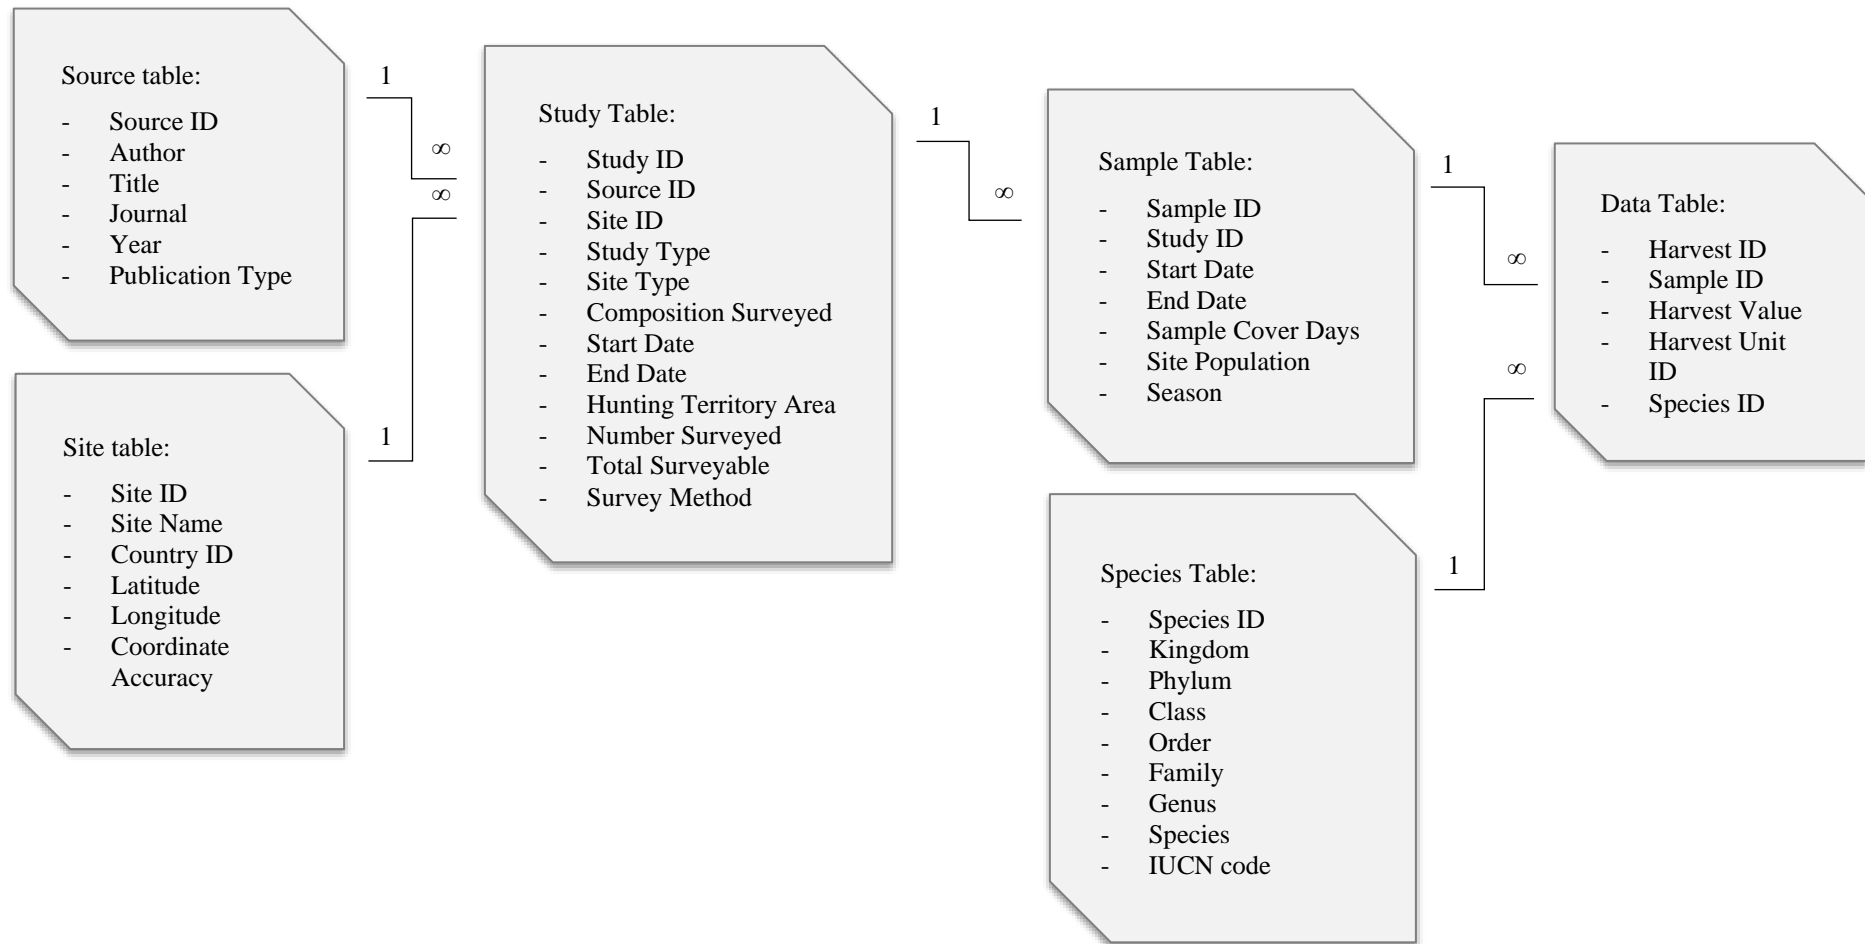 Source table:
- Source ID
- Author
- Title
- Journal
- Year
- Publication Type
1
∞
Site table:
- Site ID
- Site Name
- Country ID
- Latitude
- Longitude
- Coordinate
Accuracy
1
∞
Study Table:
- Study ID
- Source ID
- Site ID
- Study Type
- Site Type
- Composition Surveyed
- Start Date
- End Date
- Hunting Territory Area
- Number Surveyed
- Total Surveyable
- Survey Method
1
∞
Sample Table:
- Sample ID
- Study ID
- Start Date
- End Date
- Sample Cover Days
- Site Population
- Season
1
∞
Species Table:
- Species ID
- Kingdom
- Phylum
- Class
- Order
- Family
- Genus
- Species
- IUCN code
1
∞
Data Table:
- Harvest ID
- Sample ID
- Harvest Value
- Harvest Unit
ID
- Species ID